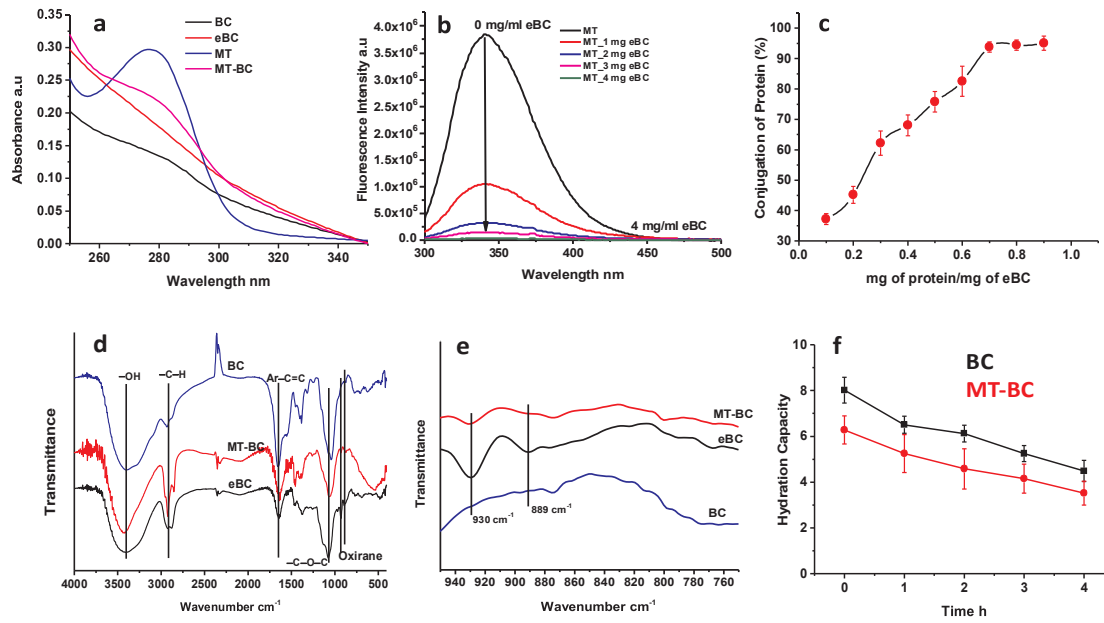 a
BC
eBC
MT
MT-BC
0.35
0.30
0.25
0.20
0.15
0.10
0.05
0.00
Absorbance a.u
260 280 300 320 340
Wavelength nm
b
0 mg/ml eBC
MT
MT_1 mg eBC
MT_2 mg eBC
MT_3 mg eBC
MT_4 mg eBC
4.0x10⁶
3.5x10⁶
3.0x10⁶
2.5x10⁶
2.0x10⁶
1.5x10⁶
1.0x10⁶
5.0x10⁵
0.0
Fluorescence Intensity a.u
4 mg/ml eBC
300 350 400 450 500
Wavelength nm
c
100
90
80
70
60
50
40
30
Conjugation of Protein (%)
0.0 0.2 0.4 0.6 0.8 1.0
mg of protein/mg of eBC
d
–OH
–C–H
Ar–C=C
BC
MT-BC
eBC
–C–O–C
Oxirane
Transmittance
4000 3500 3000 2500 2000 1500 1000 500
Wavenumber cm⁻¹
e
MT-BC
eBC
BC
930 cm⁻¹
889 cm⁻¹
Transmittance
940 920 900 880 860 840 820 800 780 760
Wavenumber cm⁻¹
f
BC
MT-BC
10
8
6
4
2
0
Hydration Capacity
0 1 2 3 4
Time h